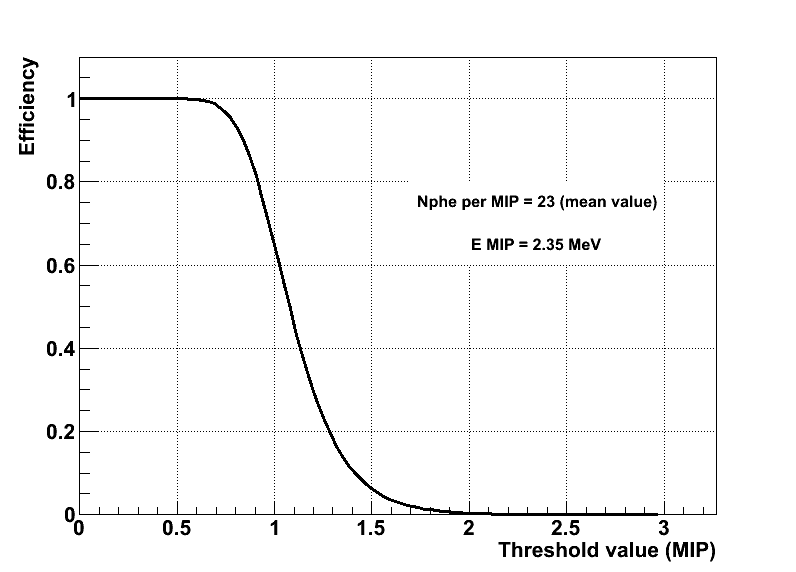 Efficiency
1
0.8
0.6
0.4
0.2
0
Nphe per MIP = 23 (mean value)
E MIP = 2.35 MeV
0 0.5 1 1.5 2 2.5 3
Threshold value (MIP)